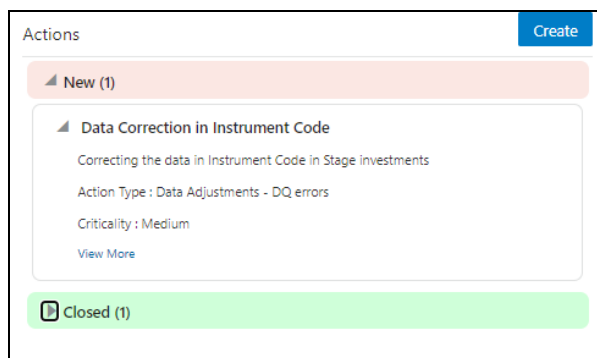 Actions
Create
New (1)
Data Correction in Instrument Code
Correcting the data in Instrument Code in Stage investments
Action Type : Data Adjustments - DQ errors
Criticality : Medium
View More
Closed (1)